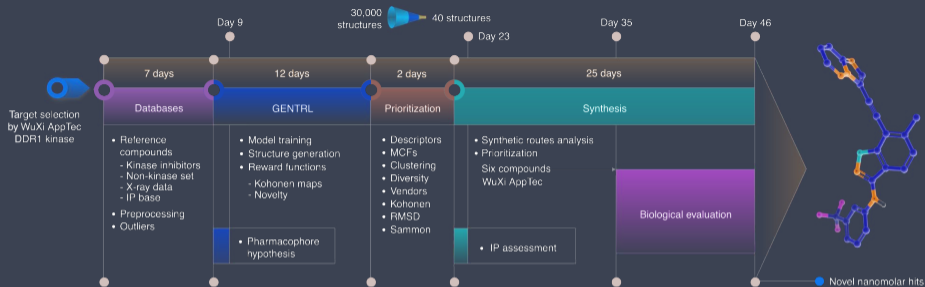 30,000
structures
40 structures
Day 9
Day 23
Day 35
Day 46
7 days
12 days
2 days
25 days
Target selection
by WuXi AppTec
DDR1 kinase
Databases
GENTRL
Prioritization
Synthesis
• Reference
compounds
- Kinase inhibitors
- Non-kinase set
- X-ray data
- IP base
• Preprocessing
• Outliers
• Model training
• Structure generation
• Reward functions
- Kohonen maps
- Novelty
• Pharmacophore
hypothesis
• Descriptors
• MCFs
• Clustering
• Diversity
• Vendors
• Kohonen
• RMSD
• Sammon
• Synthetic routes analysis
• Prioritization
Six compounds
WuXi AppTec
• IP assessment
Biological evaluation
Novel nanomolar hits